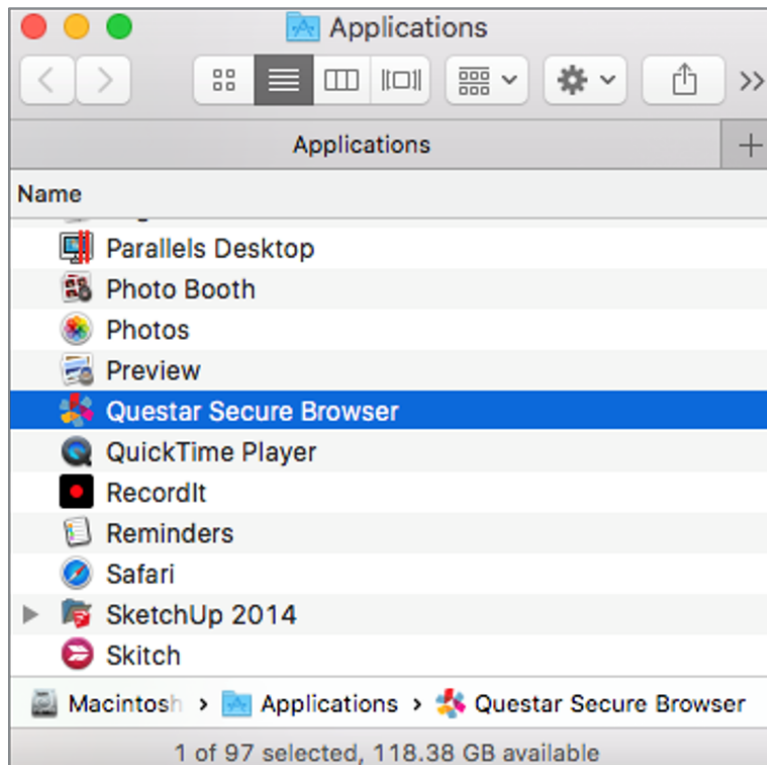 Applications
Applications
Name
Parallels Desktop
Photo Booth
Photos
Preview
Questar Secure Browser
QuickTime Player
RecordIt
Reminders
Safari
SketchUp 2014
Skitch
Macintosh › Applications › Questar Secure Browser
1 of 97 selected, 118.38 GB available